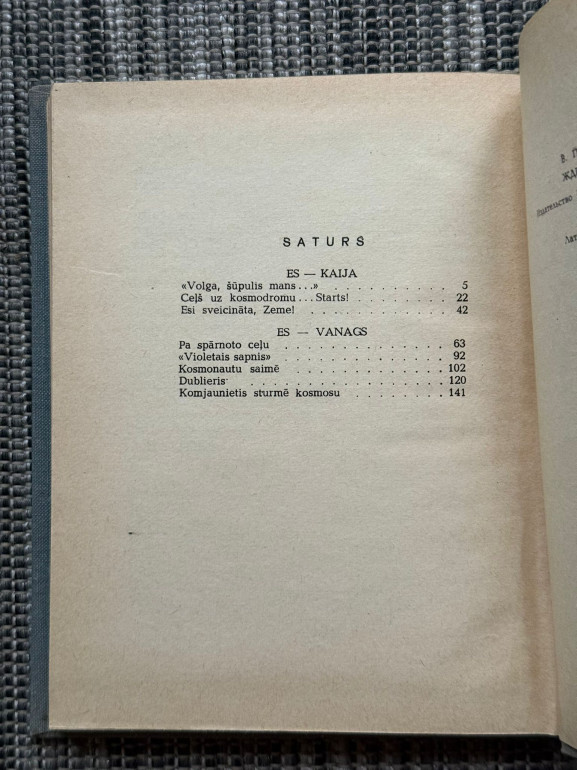 SATURS
ES — KAIJA
«Volga, šūpulis mans...» . . . . . . . . . . 5
Ceļš uz kosmodromu...Starts! . . . . . . . . 22
Esi sveicināta, Zeme! . . . . . . . . . . . 42
ES — VANAGS
Pa spārnoto ceļu . . . . . . . . . . . . . 63
«Violetais sapnis» . . . . . . . . . . . . 92
Kosmonautu saimē . . . . . . . . . . . . 102
Dublieris . . . . . . . . . . . . . . . . 120
Komjaunietis sturmē kosmosu . . . . . . . . 141
В.
Издательство